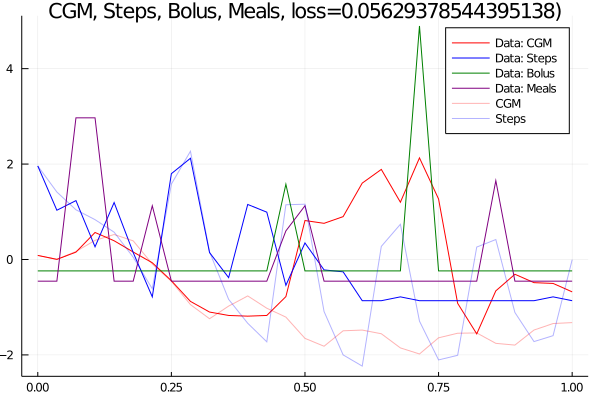 CGM, Steps, Bolus, Meals, loss=0.05629378544395138)
Data: CGM
Data: Steps
Data: Bolus
Data: Meals
CGM
Steps
4
2
0
−2
0.00 0.25 0.50 0.75 1.00